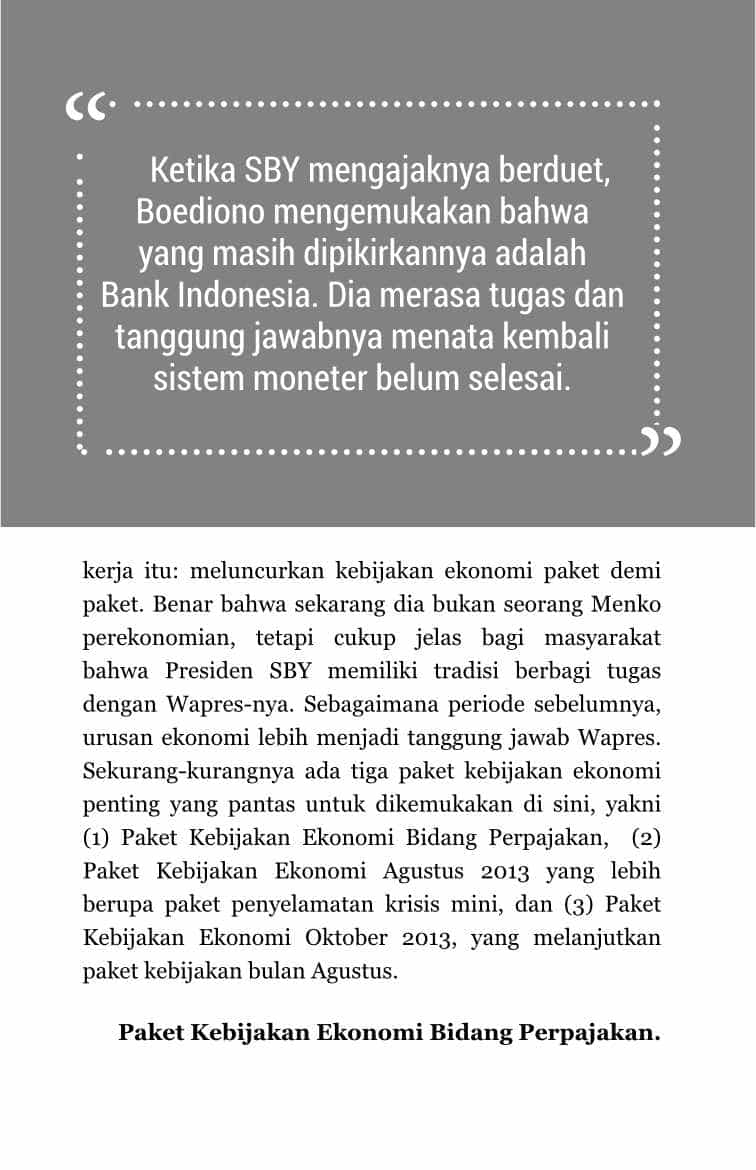 “
Ketika SBY mengajaknya berduet,
Boediono mengemukakan bahwa
yang masih dipikirkannya adalah
Bank Indonesia. Dia merasa tugas dan
tanggung jawabnya menata kembali
sistem moneter belum selesai.
”
kerja itu: meluncurkan kebijakan ekonomi paket demi
paket. Benar bahwa sekarang dia bukan seorang Menko
perekonomian, tetapi cukup jelas bagi masyarakat
bahwa Presiden SBY memiliki tradisi berbagi tugas
dengan Wapres-nya. Sebagaimana periode sebelumnya,
urusan ekonomi lebih menjadi tanggung jawab Wapres.
Sekurang-kurangnya ada tiga paket kebijakan ekonomi
penting yang pantas untuk dikemukakan di sini, yakni
(1) Paket Kebijakan Ekonomi Bidang Perpajakan, (2)
Paket Kebijakan Ekonomi Agustus 2013 yang lebih
berupa paket penyelamatan krisis mini, dan (3) Paket
Kebijakan Ekonomi Oktober 2013, yang melanjutkan
paket kebijakan bulan Agustus.
Paket Kebijakan Ekonomi Bidang Perpajakan.